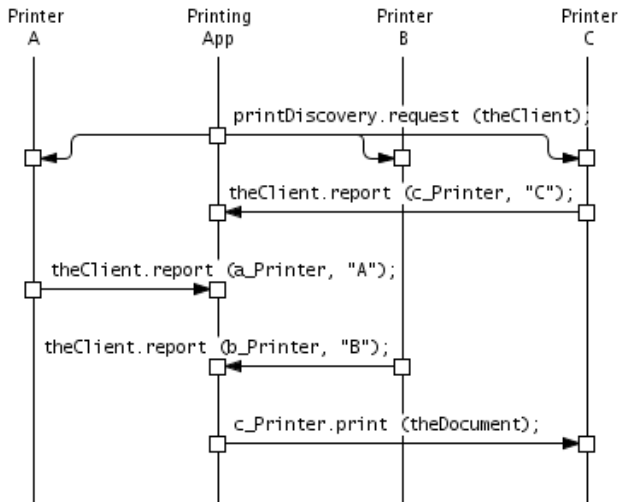 Printer Printing Printer Printer
A App B C
printDiscovery.request (theClient);
theClient.report (c_Printer, "C");
theClient.report (a_Printer, "A");
theClient.report (b_Printer, "B");
c_Printer.print (theDocument);